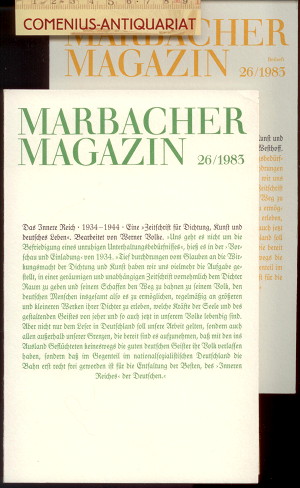 COMENIUS-ANTIQUARIAT
MARBACHER
MAGAZIN
Beiheft
26/1983
MARBACHER
MAGAZIN 26/1983
Das Innere Reich · 1934–1944 · Eine »Zeitschrift für Dichtung, Kunst und
deutsches Leben«. Bearbeitet von Werner Volke. »Uns geht es nicht um die
Befriedigung eines unruhigen Unterhaltungsbedürfnisses«, hieß es in der »Vor-
schau und Einladung« von 1934. »Tief durchdrungen vom Glauben an die Wir-
kungsmacht der Dichtung und Kunst haben wir uns vielmehr die Aufgabe ge-
stellt, in einer geräumigen und unabhängigen Zeitschrift vornehmlich dem Dichter
Raum zu geben und seinem Schaffen den Weg zu bahnen zu seinem Volk, dem
deutschen Menschen insgesamt aber es zu ermöglichen, regelmäßig an größeren
und kleineren Werken ihrer Dichter zu erleben, welche Kräfte der Seele und des
gestaltenden Geistes von jeher und so auch jetzt in unserem Volke lebendig sind.
Aber nicht nur dem Leser in Deutschland soll unsere Arbeit gelten, sondern auch
allen außerhalb unserer Grenzen, die bereit sind es aufzunehmen, daß mit den ins
Ausland Geflüchteten keineswegs die guten deutschen Geister ihr Volk verlassen
haben, sondern daß im Gegenteil im nationalsozialistischen Deutschland die
Bahn erst recht frei geworden ist für die Entfaltung der Besten, des ›Inneren
Reiches‹ der Deutschen.«
Kunst und
Westhoff.